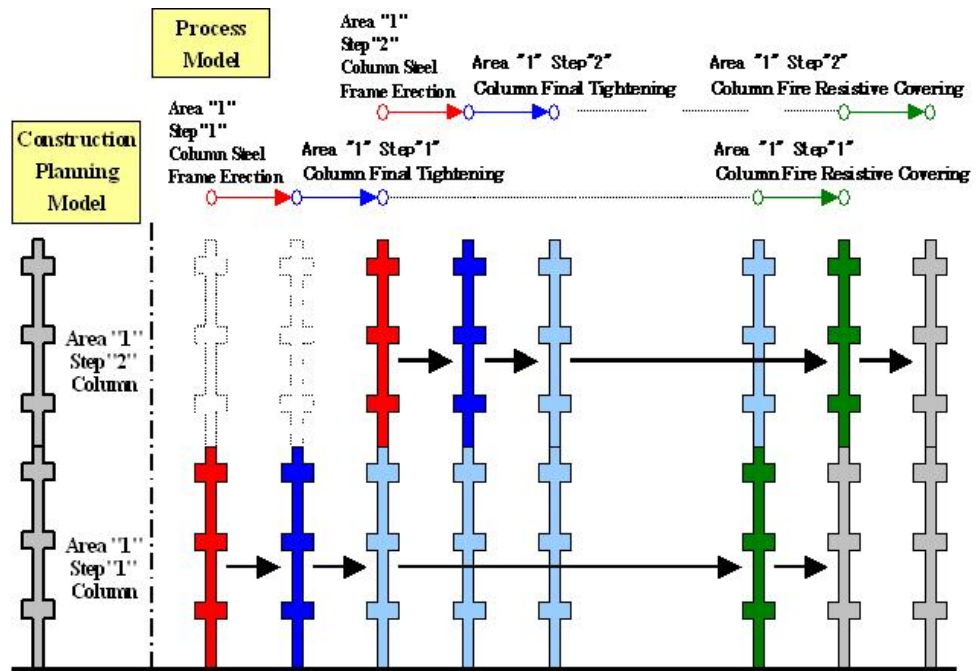 Process
Model
Area "1"
Step"2"
Column Steel
Frame Erection
Area "1" Step"2"
Column Final Tightening
Area "1" Step"2"
Column Fire Resistive Covering
Construction
Planning
Model
Area "1"
Step"1"
Column Steel
Frame Erection
Area "1" Step"1"
Column Final Tightening
Area "1" Step"1"
Column Fire Resistive Covering
Area "1"
Step"2"
Column
Area "1"
Step"1"
Column